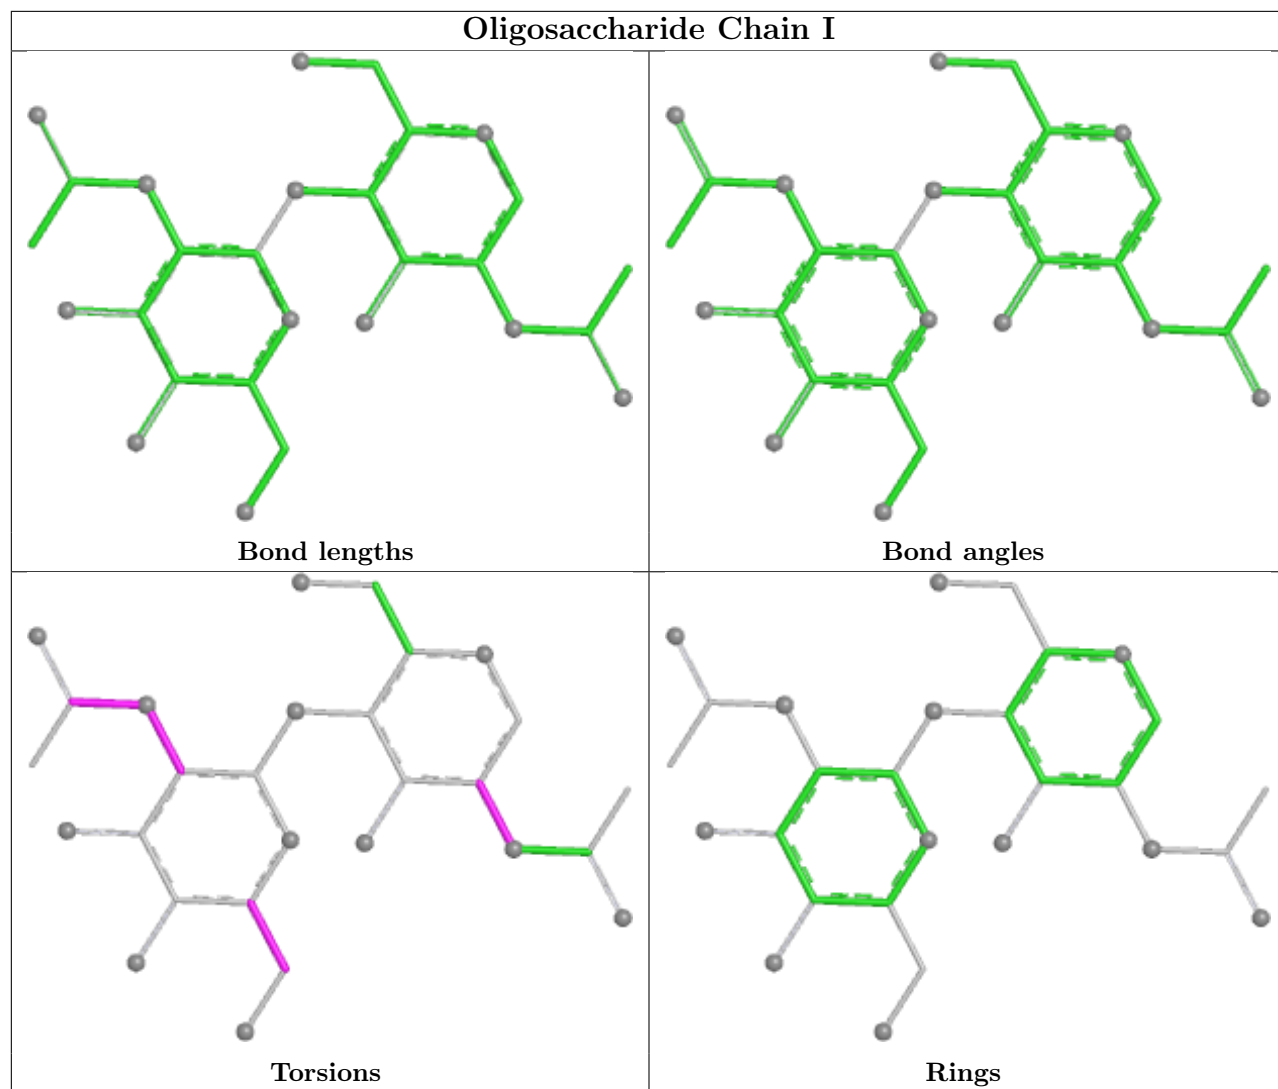 Oligosaccharide Chain I
Bond lengths
Bond angles
Torsions
Rings